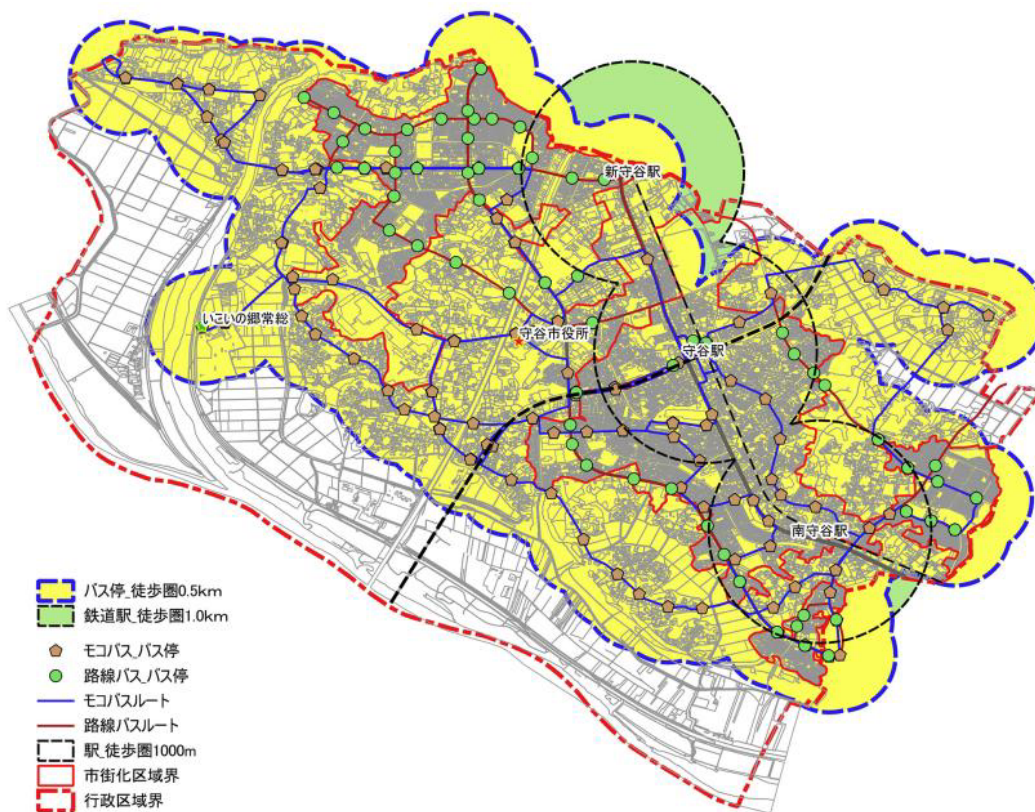 新守谷駅
いこいの郷常総
守谷市役所
守谷駅
南守谷駅
バス停_徒歩圏0.5km
鉄道駅_徒歩圏1.0km
モコバス_バス停
路線バス_バス停
モコバスルート
路線バスルート
駅_徒歩圏1000m
市街化区域界
行政区域界